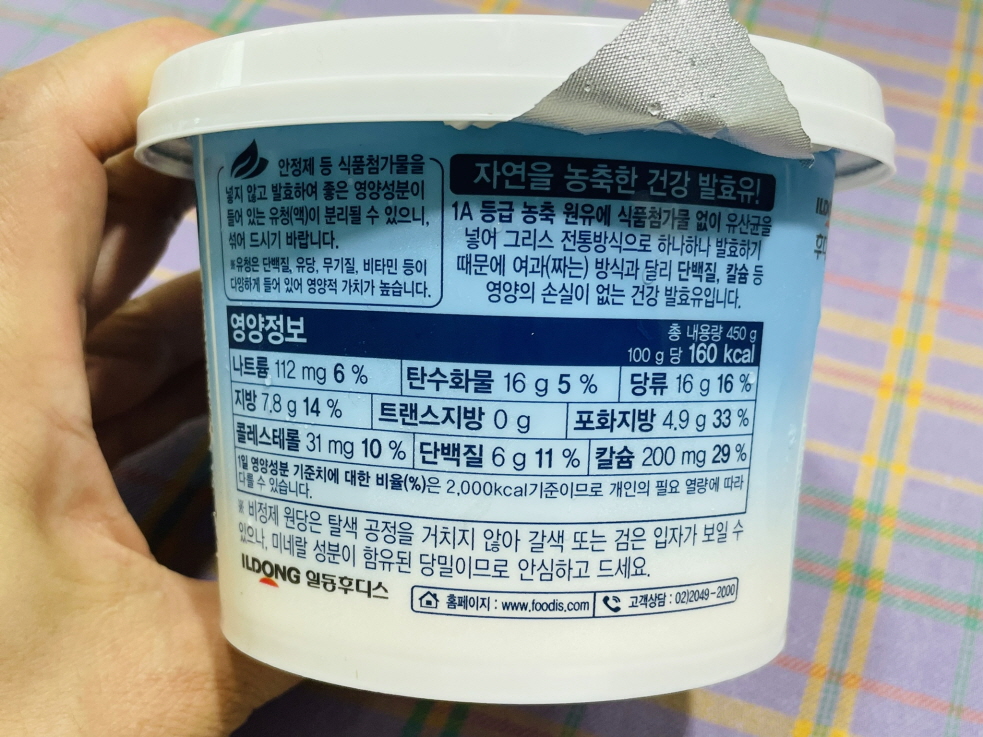 안정제 등 식품첨가물을
넣지 않고 발효하여 좋은 영양성분이
들어 있는 유청(액)이 분리될 수 있으니,
섞어 드시기 바랍니다.
※유청은 단백질, 유당, 무기질, 비타민 등이
다양하게 들어 있어 영양적 가치가 높습니다.
자연을 농축한 건강 발효유!
1A 등급 농축 원유에 식품첨가물 없이 유산균을
넣어 그리스 전통방식으로 하나하나 발효하기
때문에 여과(짜는) 방식과 달리 단백질, 칼슘 등
영양의 손실이 없는 건강 발효유입니다.
영양정보
총 내용량 450 g
100 g 당 160 kcal
나트륨 112 mg 6 % 탄수화물 16 g 5 % 당류 16 g 16 %
지방 7.8 g 14 % 트랜스지방 0 g 포화지방 4.9 g 33 %
콜레스테롤 31 mg 10 % 단백질 6 g 11 % 칼슘 200 mg 29 %
1일 영양성분 기준치에 대한 비율(%)은 2,000kcal기준이므로 개인의 필요 열량에 따라
다를 수 있습니다.
※ 비정제 원당은 탈색 공정을 거치지 않아 갈색 또는 검은 입자가 보일 수
있으나, 미네랄 성분이 함유된 당밀이므로 안심하고 드세요.
ILDONG 일동후디스
홈페이지 : www.foodis.com 고객상담 : 02)2049-2000